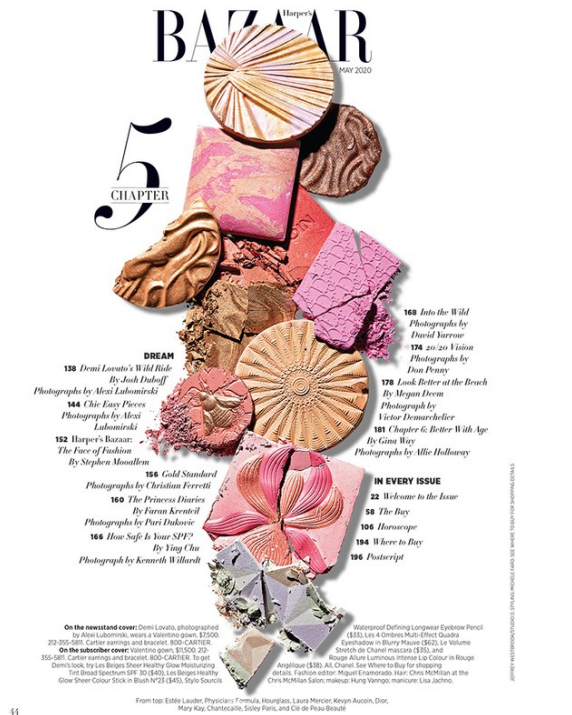 Harper's
BAZAAR
MAY 2020
5
CHAPTER
DREAM
138 Demi Lovato's Wild Ride
By Josh Duboff
Photographs by Alexi Lubomirski
144 Chic Easy Pieces
Photographs by Alexi
Lubomirski
152 Harper's Bazaar:
The Face of Fashion
By Stephen Mooallem
156 Gold Standard
Photographs by Christian Ferretti
160 The Princess Diaries
By Faran Krentcil
Photographs by Pari Dukovic
166 How Safe Is Your SPF?
By Ying Chu
Photograph by Kenneth Willardt
168 Into the Wild
Photographs by
David Yarrow
174 20/20 Vision
Photographs by
Don Penny
178 Look Better at the Beach
By Megan Deem
Photograph by
Victor Demarchelier
181 Chapter 6: Better With Age
By Gina Way
Photographs by Allie Holloway
IN EVERY ISSUE
22 Welcome to the Issue
58 The Buy
106 Horoscope
194 Where to Buy
196 Postscript
On the newsstand cover: Demi Lovato, photographed
by Alexi Lubomirski, wears a Valentino gown, $7,500,
212-355-5811. Cartier earrings and bracelet, 800-CARTIER.
On the subscriber cover: Valentino gown, $11,500, 212-
355-5811. Cartier earrings and bracelet, 800-CARTIER. To get
Demi's look, try Les Beiges Sheer Healthy Glow Moisturizing
Tint Broad Spectrum SPF 30 ($40), Les Beiges Healthy
Glow Sheer Colour Stick in Blush N°23 ($45), Stylo Sourcils
Waterproof Defining Longwear Eyebrow Pencil
($33), Les 4 Ombres Multi-Effect Quadra
Eyeshadow in Blurry Mauve ($62), Le Volume
Stretch de Chanel mascara ($35), and
Rouge Allure Luminous Intense Lip Colour in Rouge
Angélique ($38). All, Chanel. See Where to Buy for shopping
details. Fashion editor: Miguel Enamorado. Hair: Chris McMillan at the
Chris McMillan Salon; makeup: Hung Vanngo; manicure: Lisa Jachno.
From top: Estée Lauder, Physicians Formula, Hourglass, Laura Mercier, Kevyn Aucoin, Dior,
Mary Kay, Chantecaille, Sisley Paris, and Clé de Peau Beauté
44